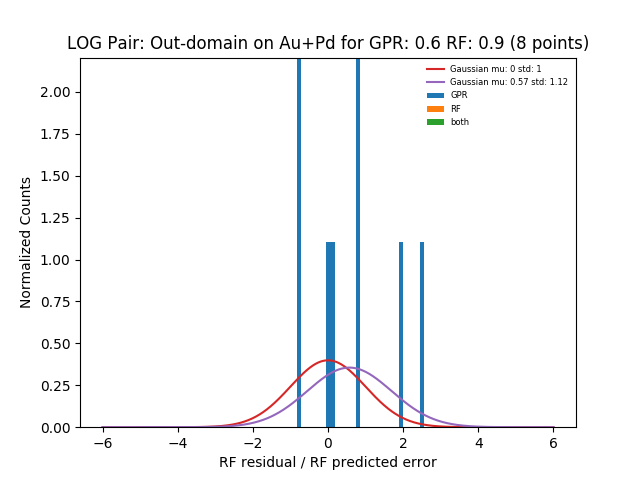 LOG Pair: Out-domain on Au+Pd for GPR: 0.6 RF: 0.9 (8 points)
Gaussian mu: 0 std: 1
Gaussian mu: 0.57 std: 1.12
GPR
RF
both
2.00
1.75
1.50
1.25
1.00
0.75
0.50
0.25
0.00
Normalized Counts
−6 −4 −2 0 2 4 6
RF residual / RF predicted error